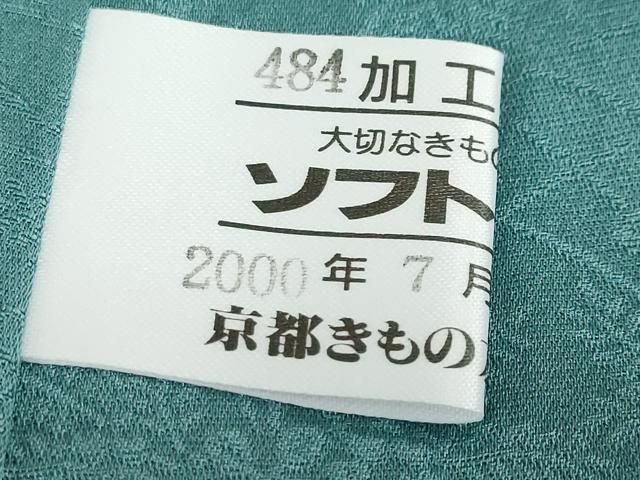 484加工
大切なきもの
ソフト
2000年 7月
京都きもの